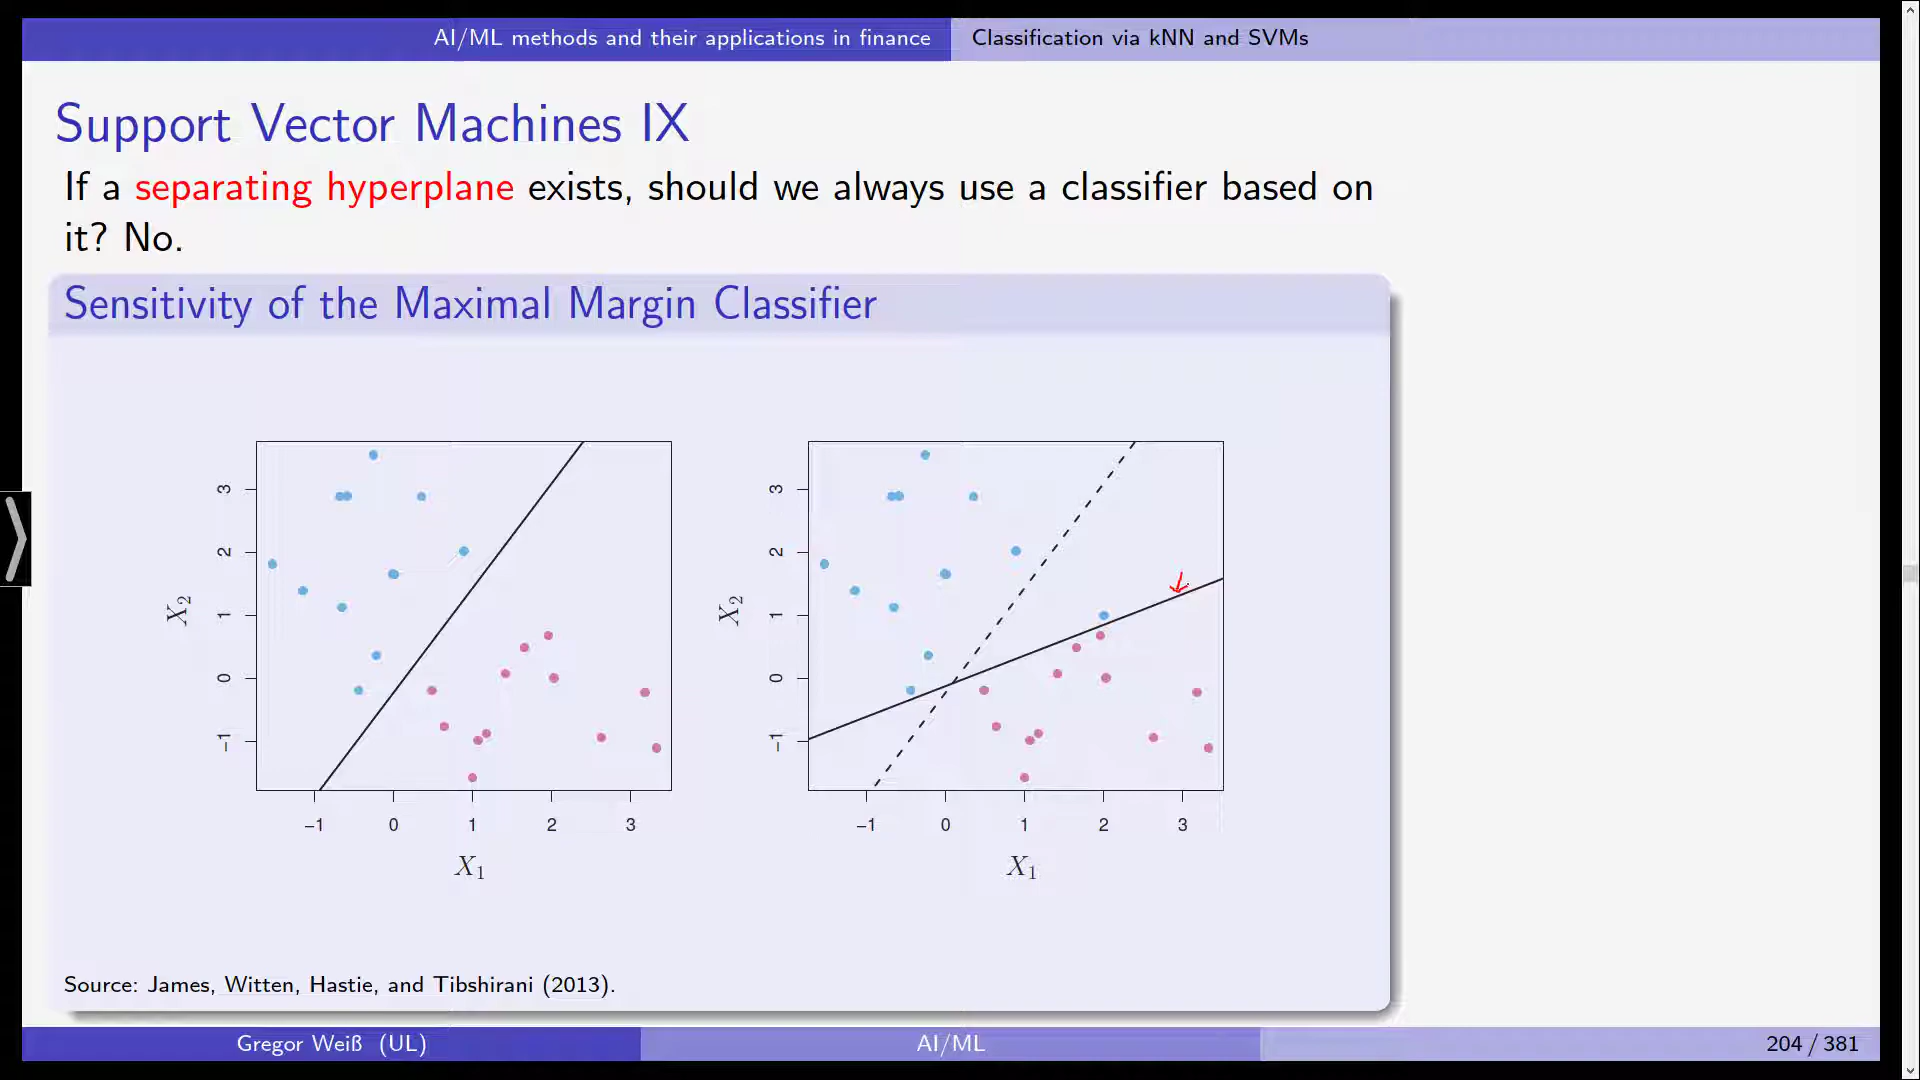 AI/ML methods and their applications in finance
Classification via kNN and SVMs
Support Vector Machines IX
If a separating hyperplane exists, should we always use a classifier based on
it? No.
Sensitivity of the Maximal Margin Classifier
3
2
1
0
−1
X2
−1 0 1 2 3
X1
3
2
1
0
−1
X2
−1 0 1 2 3
X1
Source: James, Witten, Hastie, and Tibshirani (2013).
Gregor Weiß (UL)
AI/ML
204 / 381